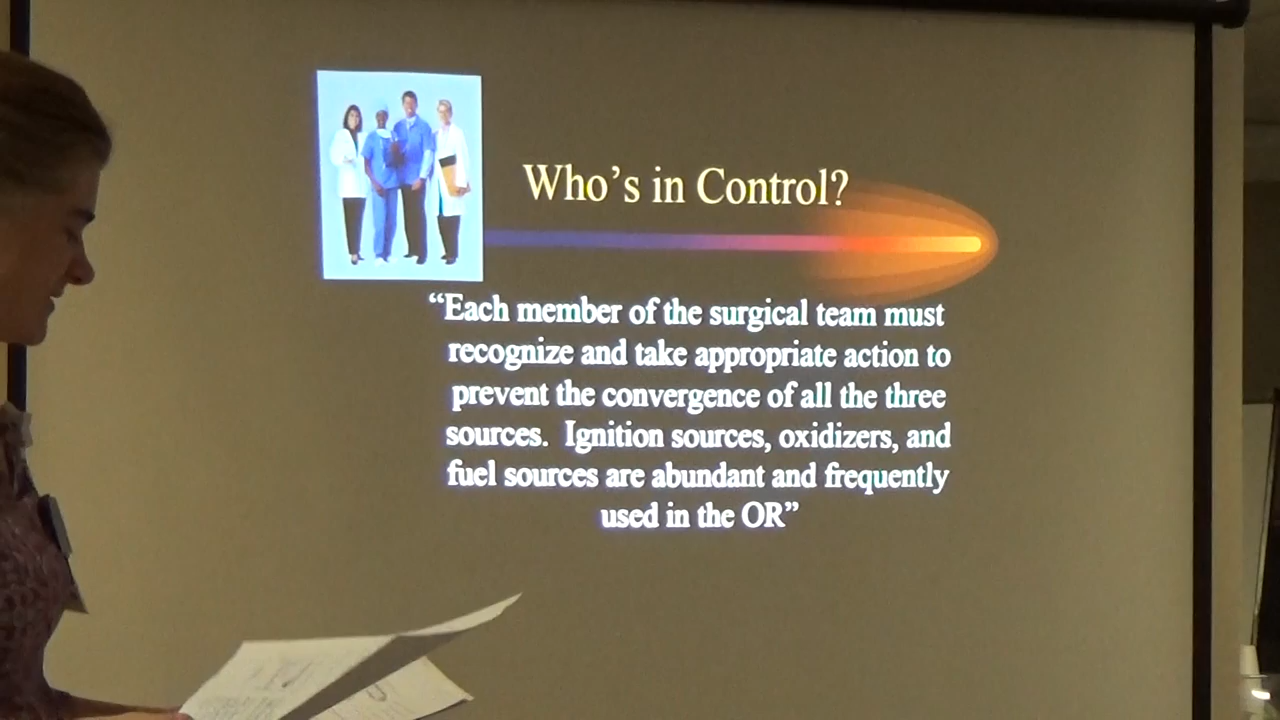 Who's in Control?
“Each member of the surgical team must
recognize and take appropriate action to
prevent the convergence of all the three
sources.  Ignition sources, oxidizers, and
fuel sources are abundant and frequently
used in the OR”